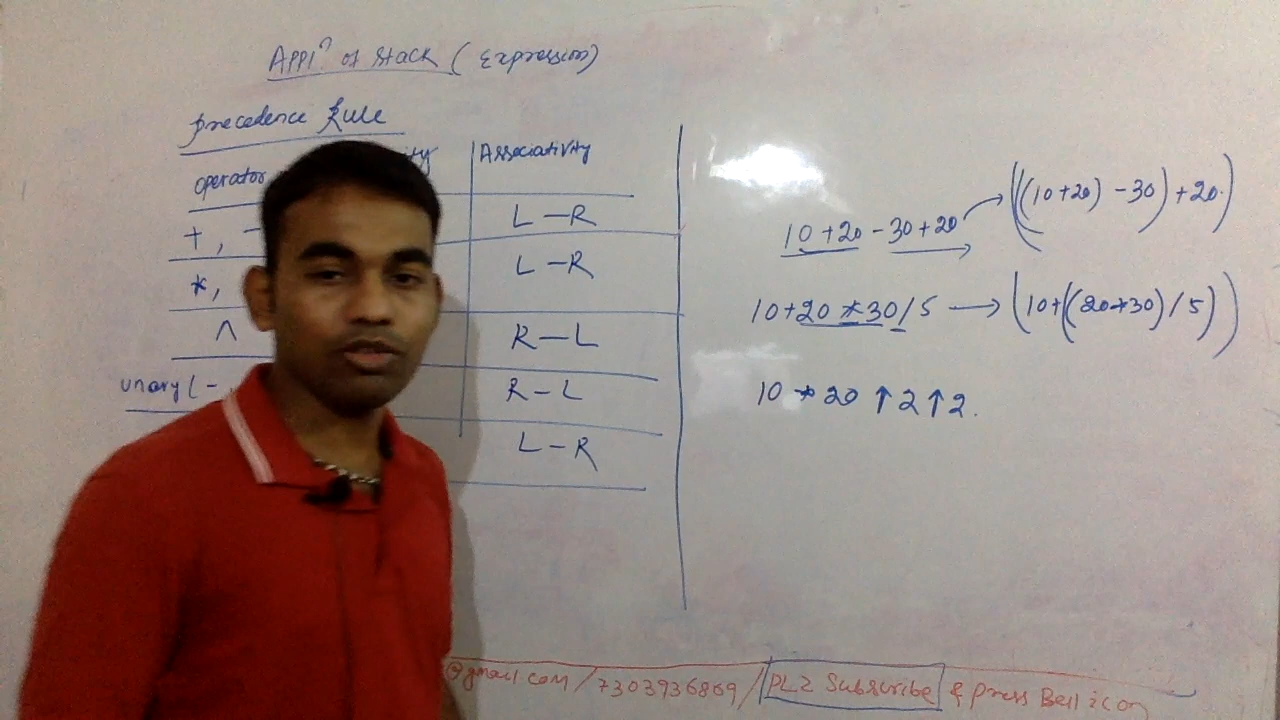 APPlⁿ of Stack ( Expression)
precedence Rule
operator Associativity
+ , - L – R
*, L – R
^ R – L
unary ( - , R – L
L – R
10 + 20 - 30 + 20 → (((10+20) - 30) + 20.)
10+20 * 30 / 5 → (10+((20*30) / 5))
10 * 20 ↑ 2 ↑ 2.
@gmail com / 7303936869 / PLZ Subscribe & press Bell icon